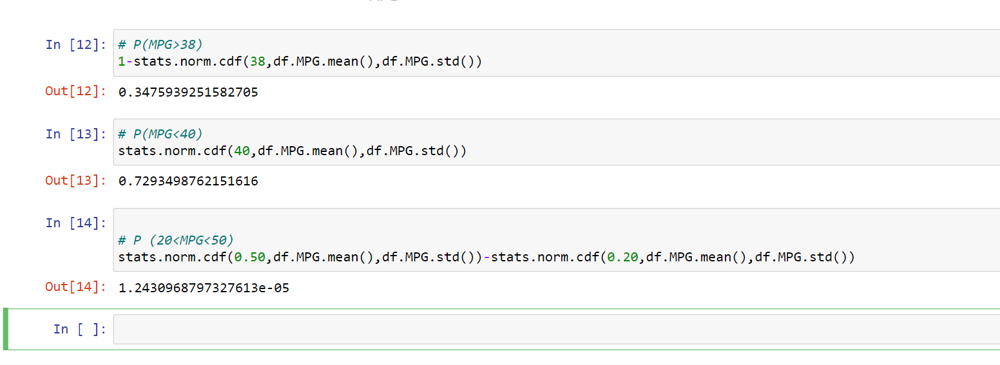 In [12]: # P(MPG>38)
1-stats.norm.cdf(38,df.MPG.mean(),df.MPG.std())
Out[12]: 0.3475939251582705
In [13]: # P(MPG<40)
stats.norm.cdf(40,df.MPG.mean(),df.MPG.std())
Out[13]: 0.7293498762151616
In [14]:
# P (20<MPG<50)
stats.norm.cdf(0.50,df.MPG.mean(),df.MPG.std())-stats.norm.cdf(0.20,df.MPG.mean(),df.MPG.std())
Out[14]: 1.2430968797327613e-05
In [ ]: